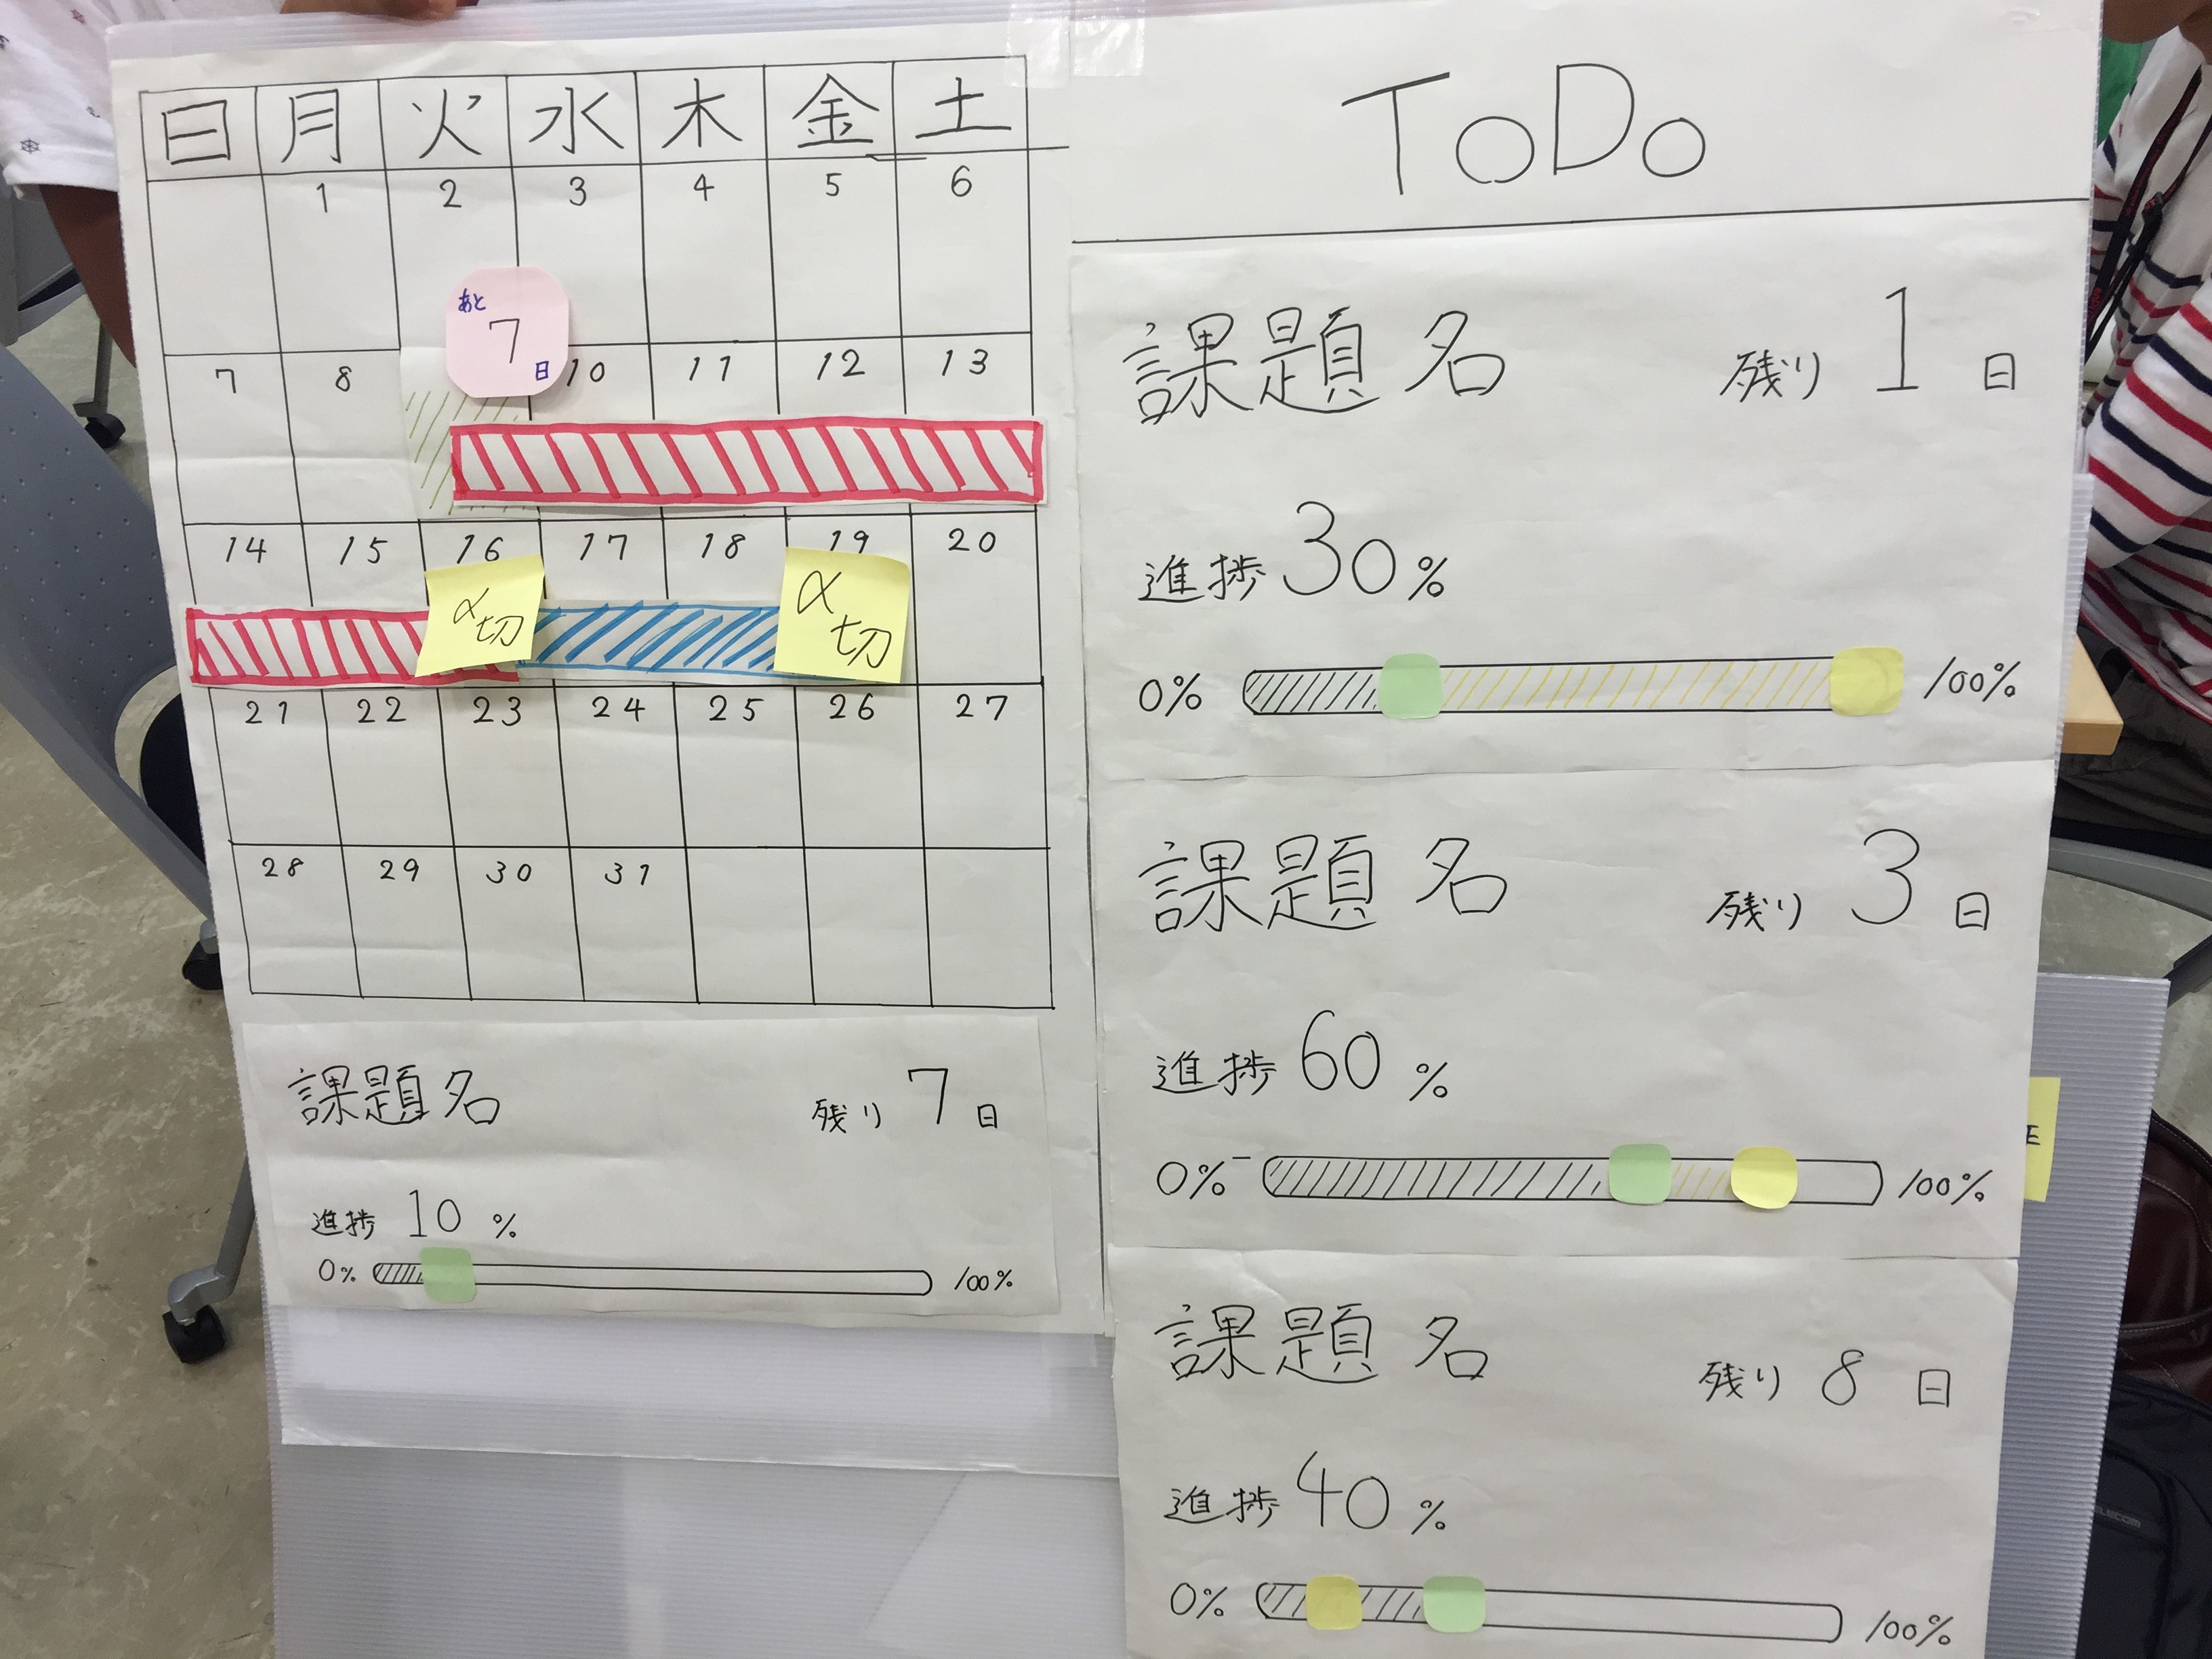 日 月 火 水 木 金 土
1 2 3 4 5 6
あと
7
日
7 8 10 11 12 13
14 15 16 17 18 19 20
〆切
〆切
21 22 23 24 25 26 27
28 29 30 31
課題名 残り 7 日
進捗 10 %
0% 100%
ToDo
課題名 残り 1 日
進捗 30 %
0% 100%
課題名 残り 3 日
進捗 60 %
0% 100%
課題名 残り 8 日
進捗 40 %
0% 100%
ELECOM